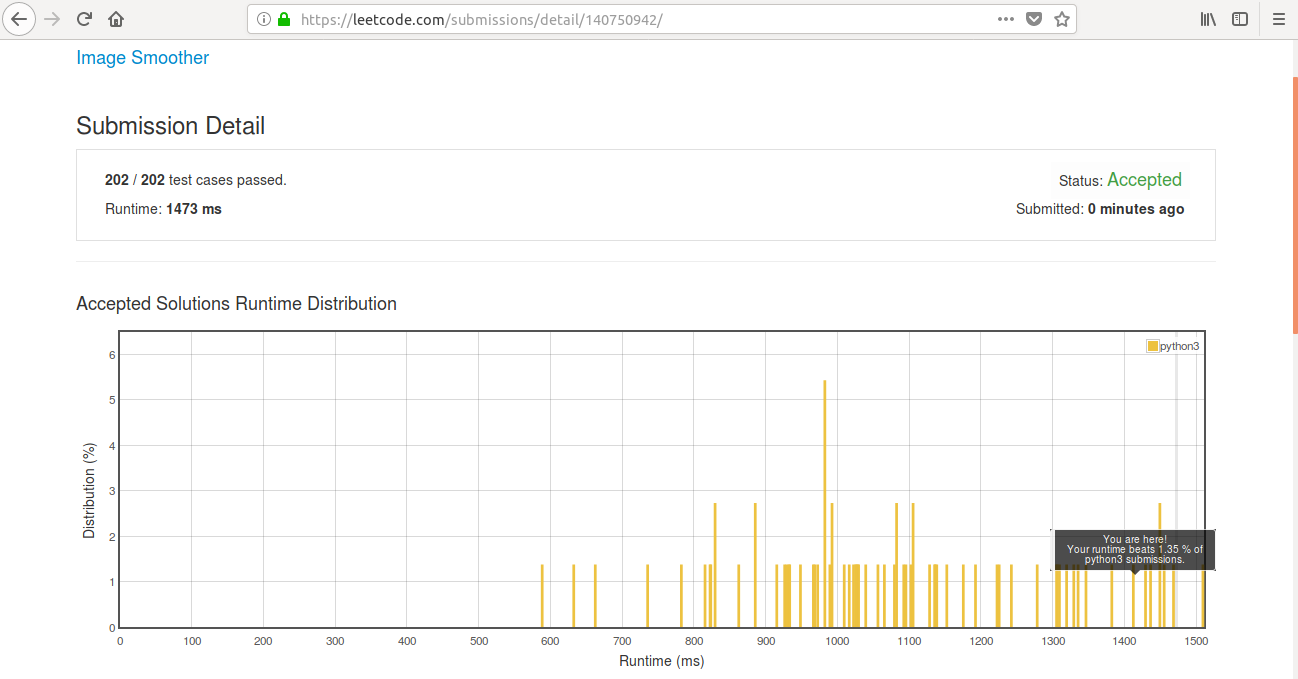 https://leetcode.com/submissions/detail/140750942/
Image Smoother
Submission Detail
202 / 202 test cases passed.
Status: Accepted
Runtime: 1473 ms
Submitted: 0 minutes ago
Accepted Solutions Runtime Distribution
python3
6
5
4
3
2
1
0
Distribution (%)
You are here!
Your runtime beats 1.35 % of
python3 submissions.
0 100 200 300 400 500 600 700 800 900 1000 1100 1200 1300 1400 1500
Runtime (ms)